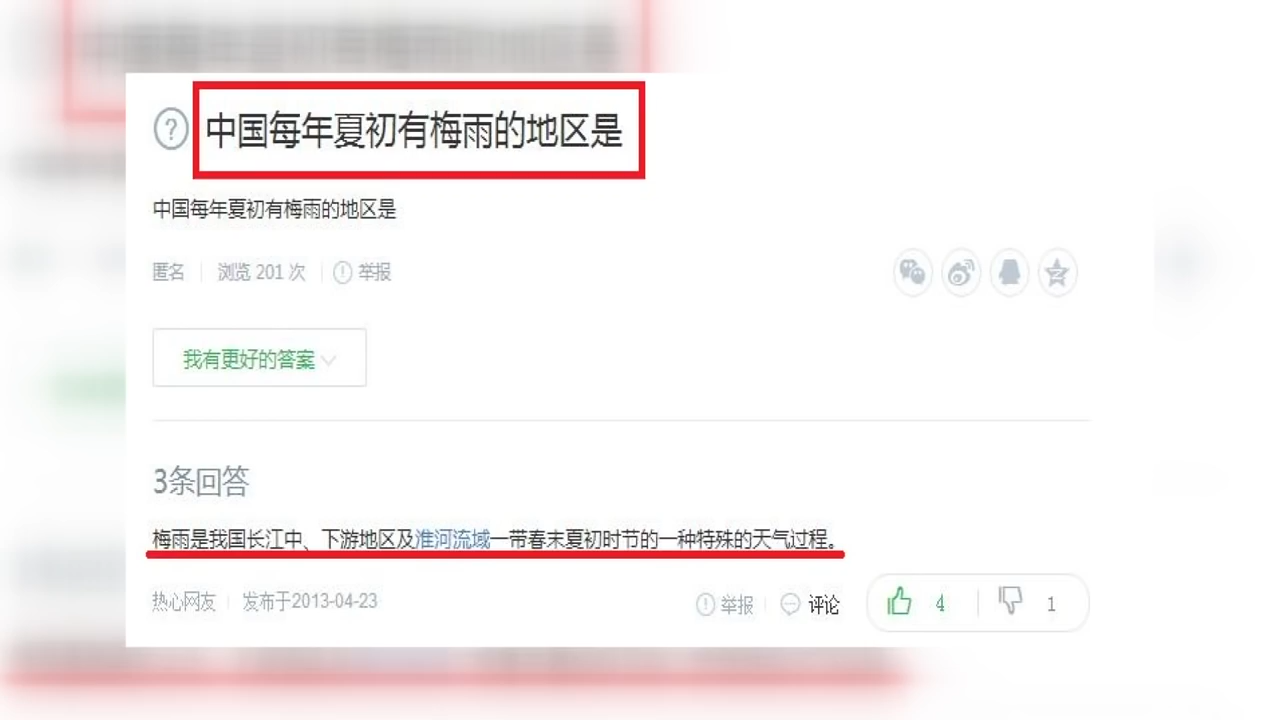 中国每年夏初有梅雨的地区是
中国每年夏初有梅雨的地区是
匿名 浏览 201 次 举报
我有更好的答案
3条回答
梅雨是我国长江中、下游地区及淮河流域一带春末夏初时节的一种特殊的天气过程。
热心网友 发布于2013-04-23 举报 评论 4 1